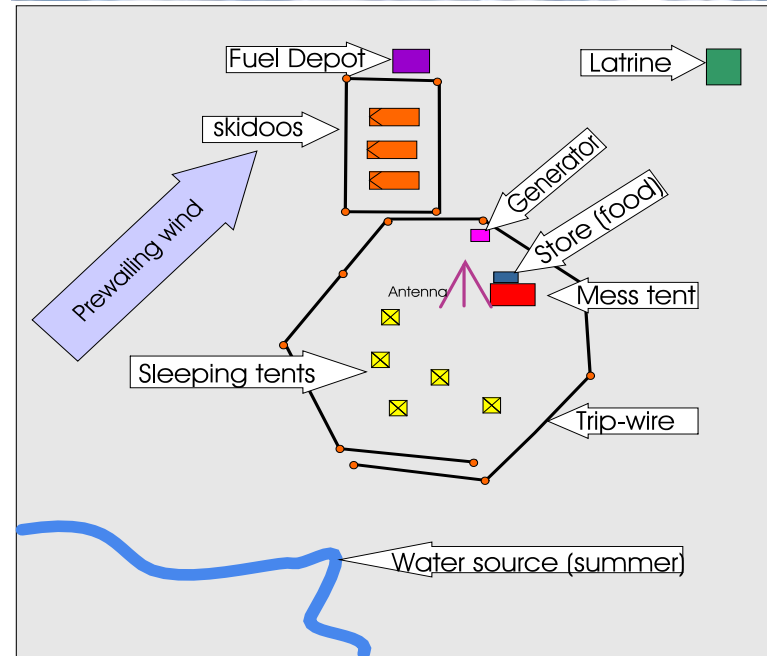 Fuel Depot
Latrine
skidoos
Generator
Store (food)
Prewailing wind
Antenna
Mess tent
Sleeping tents
Trip-wire
Water source (summer)